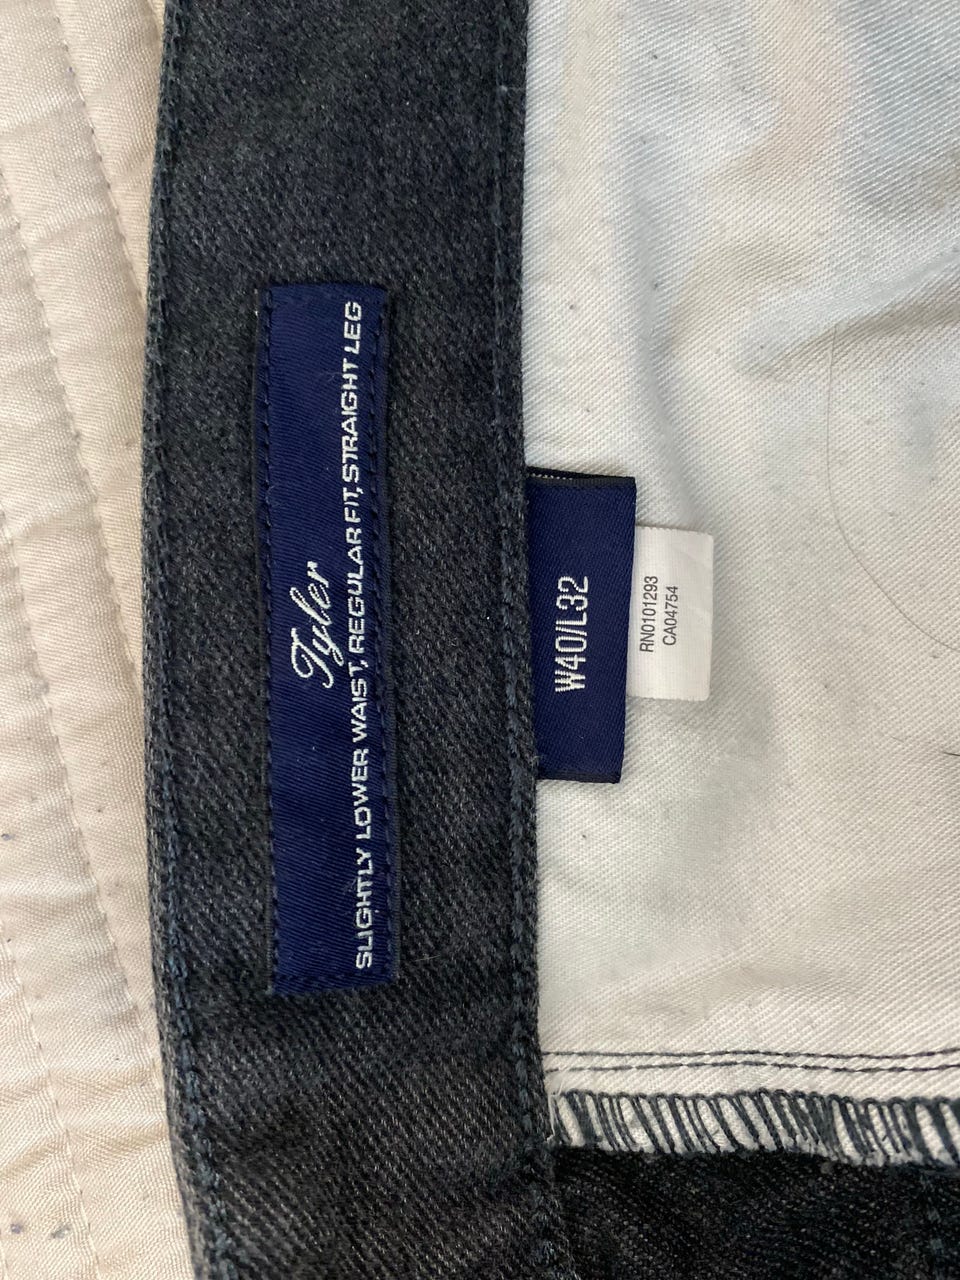 Tyler
SLIGHTLY LOWER WAIST, REGULAR FIT, STRAIGHT LEG
W40/L32
RN0101293
CA04754